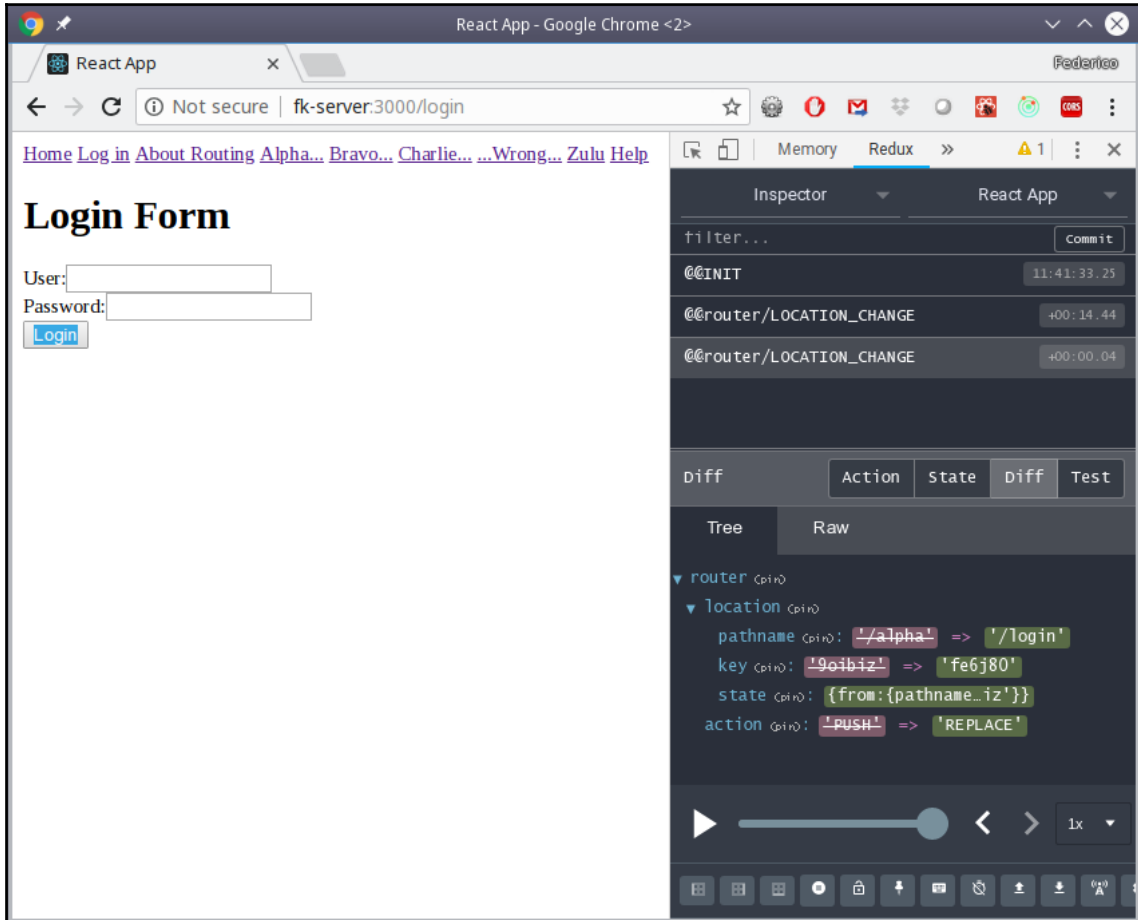 React App - Google Chrome <2>
React App
Federico
Not secure | fk-server:3000/login
CORS
Home Log in About Routing Alpha... Bravo... Charlie... ...Wrong... Zulu Help
Memory Redux » 1
Login Form
User:
Password:
Login
Inspector React App
filter... Commit
@@INIT 11:41:33.25
@@router/LOCATION_CHANGE +00:14.44
@@router/LOCATION_CHANGE +00:00.04
Diff Action State Diff Test
Tree Raw
router (pin)
location (pin)
pathname (pin): '/alpha' => '/login'
key (pin): '9oibiz' => 'fe6j80'
state (pin): {from:{pathname…iz'}}
action (pin): 'PUSH' => 'REPLACE'
1x